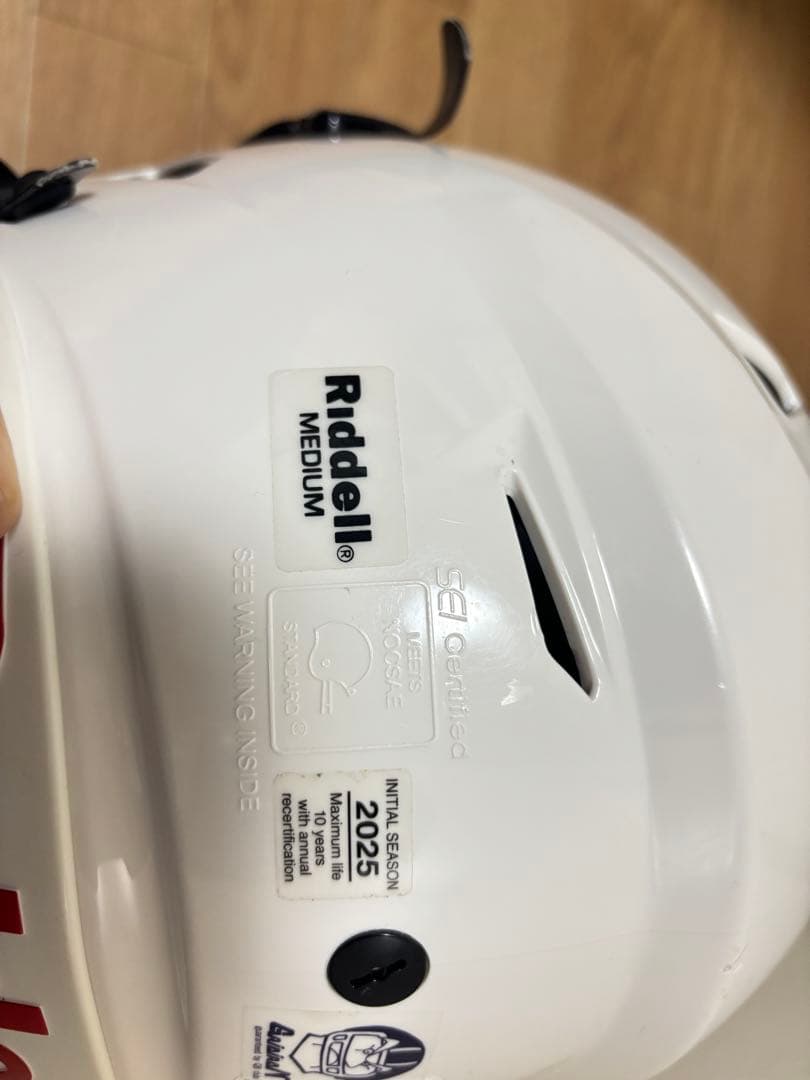 Riddell®
MEDIUM
SEI certified
MEETS
NOCSAE
STANDARD®
SEE WARNING INSIDE
INITIAL SEASON
2025
Maximum life
10 years
with annual
recertification